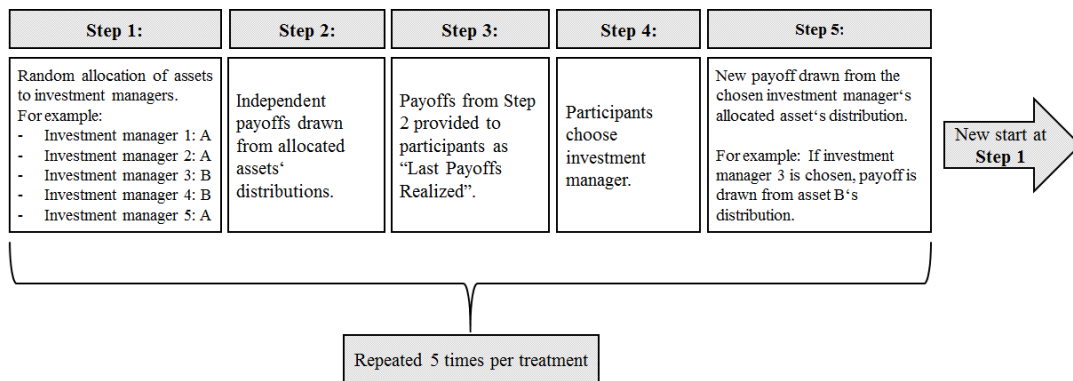 Step 1:
Step 2:
Step 3:
Step 4:
Step 5:
Random allocation of assets
to investment managers.
For example:
- Investment manager 1: A
- Investment manager 2: A
- Investment manager 3: B
- Investment manager 4: B
- Investment manager 5: A
Independent
payoffs drawn
from allocated
assets‘
distributions.
Payoffs from Step
2 provided to
participants as
“Last Payoffs
Realized”.
Participants
choose
investment
manager.
New payoff drawn from the
chosen investment manager‘s
allocated asset‘s distribution.
For example: If investment
manager 3 is chosen, payoff is
drawn from asset B‘s
distribution.
New start at
Step 1
Repeated 5 times per treatment